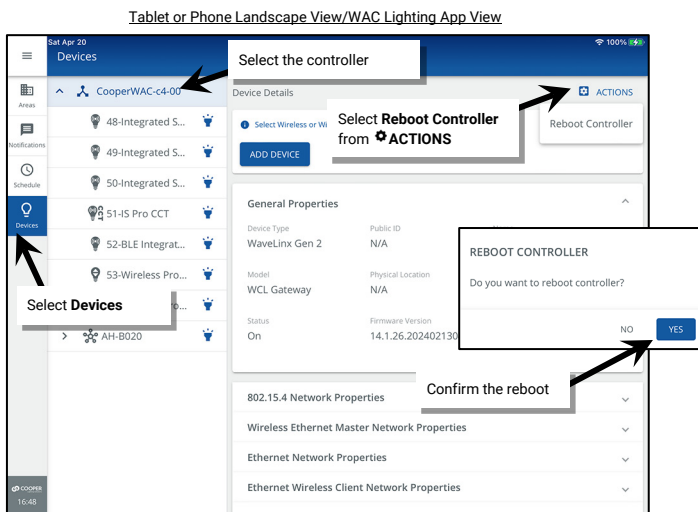 Tablet or Phone Landscape View/WAC Lighting App View
Sat Apr 20
100%
Devices
Select the controller
Areas
Notifications
Schedule
Devices
CooperWAC-c4-00
48-Integrated S...
49-Integrated S...
50-Integrated S...
51-IS Pro CCT
52-BLE Integrat...
53-Wireless Pro...
o...
AH-B020
Select Devices
Device Details
ACTIONS
Reboot Controller
Select Wireless or Wi
Select Reboot Controller
from ACTIONS
ADD DEVICE
General Properties
Device Type
Public ID
WaveLinx Gen 2
N/A
Model
Physical Location
WCL Gateway
N/A
Status
Firmware Version
On
14.1.26.202402130
REBOOT CONTROLLER
Do you want to reboot controller?
NO
YES
Confirm the reboot
802.15.4 Network Properties
Wireless Ethernet Master Network Properties
Ethernet Network Properties
Ethernet Wireless Client Network Properties
COOPER
16:48